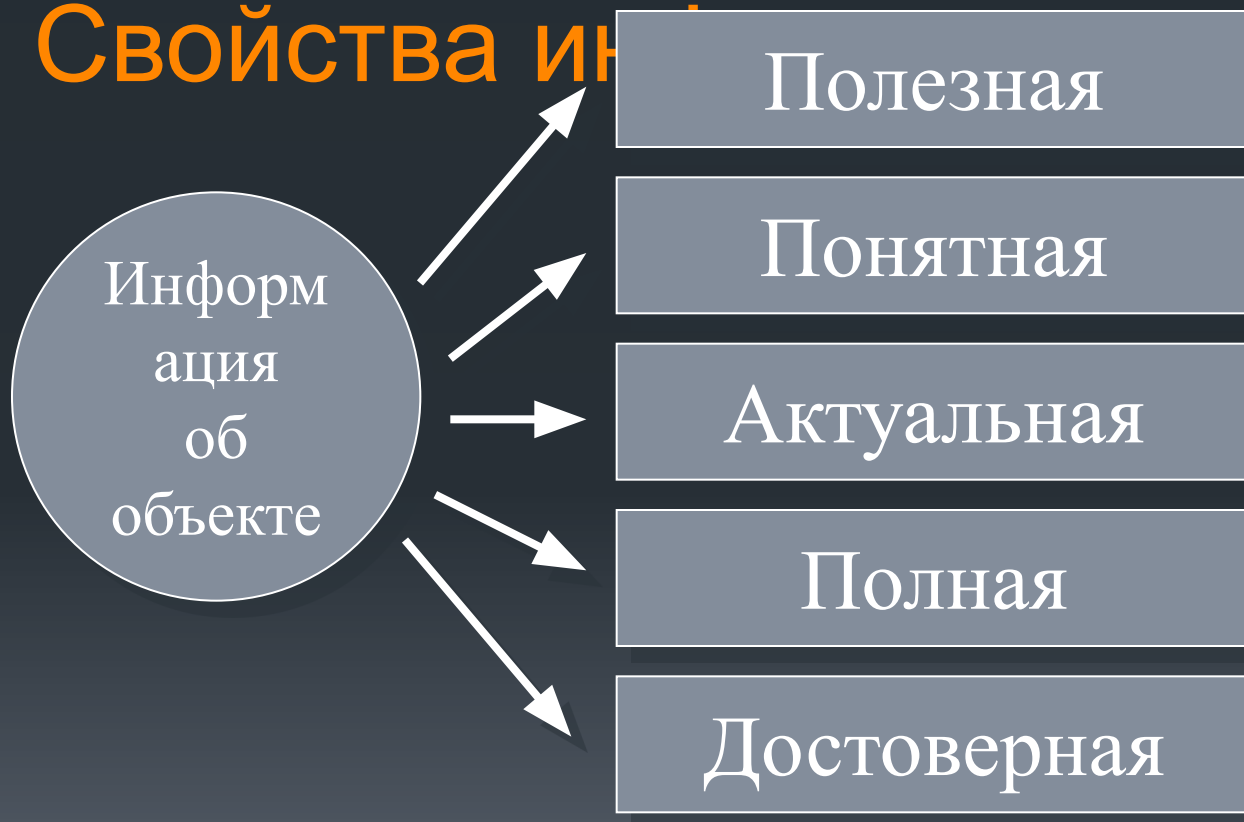 Свойства
Информ
ация
об
объекте
Полезная
Понятная
Актуальная
Полная
Достоверная